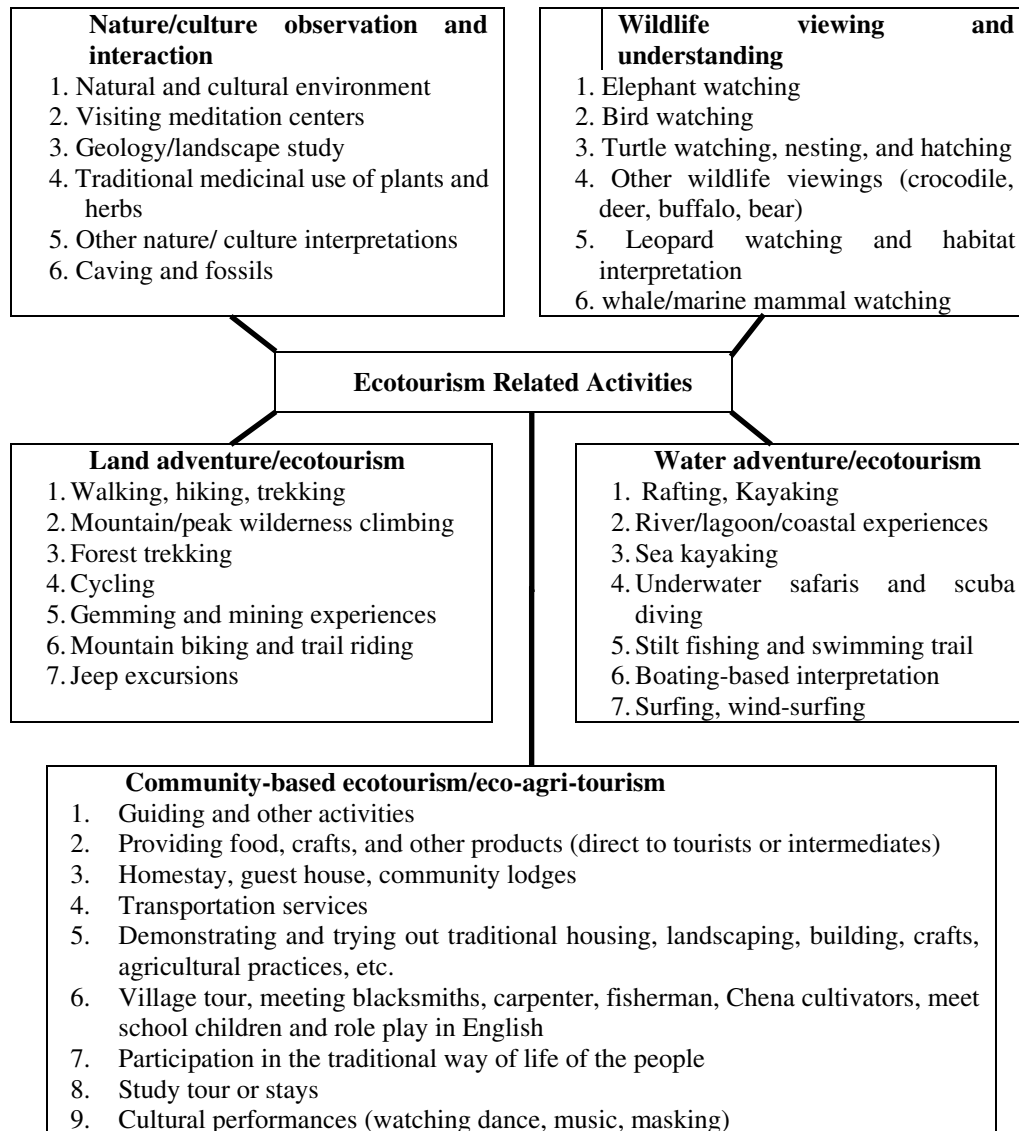 Nature/culture observation and
interaction
1. Natural and cultural environment
2. Visiting meditation centers
3. Geology/landscape study
4. Traditional medicinal use of plants and
herbs
5. Other nature/ culture interpretations
6. Caving and fossils
Wildlife viewing and
understanding
1. Elephant watching
2. Bird watching
3. Turtle watching, nesting, and hatching
4. Other wildlife viewings (crocodile,
deer, buffalo, bear)
5. Leopard watching and habitat
interpretation
6. whale/marine mammal watching
Ecotourism Related Activities
Land adventure/ecotourism
1. Walking, hiking, trekking
2. Mountain/peak wilderness climbing
3. Forest trekking
4. Cycling
5. Gemming and mining experiences
6. Mountain biking and trail riding
7. Jeep excursions
Water adventure/ecotourism
1. Rafting, Kayaking
2. River/lagoon/coastal experiences
3. Sea kayaking
4. Underwater safaris and scuba
diving
5. Stilt fishing and swimming trail
6. Boating-based interpretation
7. Surfing, wind-surfing
Community-based ecotourism/eco-agri-tourism
1. Guiding and other activities
2. Providing food, crafts, and other products (direct to tourists or intermediates)
3. Homestay, guest house, community lodges
4. Transportation services
5. Demonstrating and trying out traditional housing, landscaping, building, crafts,
agricultural practices, etc.
6. Village tour, meeting blacksmiths, carpenter, fisherman, Chena cultivators, meet
school children and role play in English
7. Participation in the traditional way of life of the people
8. Study tour or stays
9. Cultural performances (watching dance, music, masking)